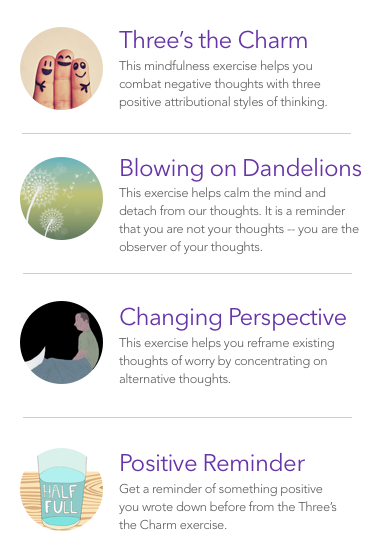 Three's the Charm
This mindfulness exercise helps you
combat negative thoughts with three
positive attributional styles of thinking.
Blowing on Dandelions
This exercise helps calm the mind and
detach from our thoughts. It is a reminder
that you are not your thoughts -- you are the
observer of your thoughts.
Changing Perspective
This exercise helps you reframe existing
thoughts of worry by concentrating on
alternative thoughts.
Positive Reminder
Get a reminder of something positive
you wrote down before from the Three's
the Charm exercise.
HALF
FULL